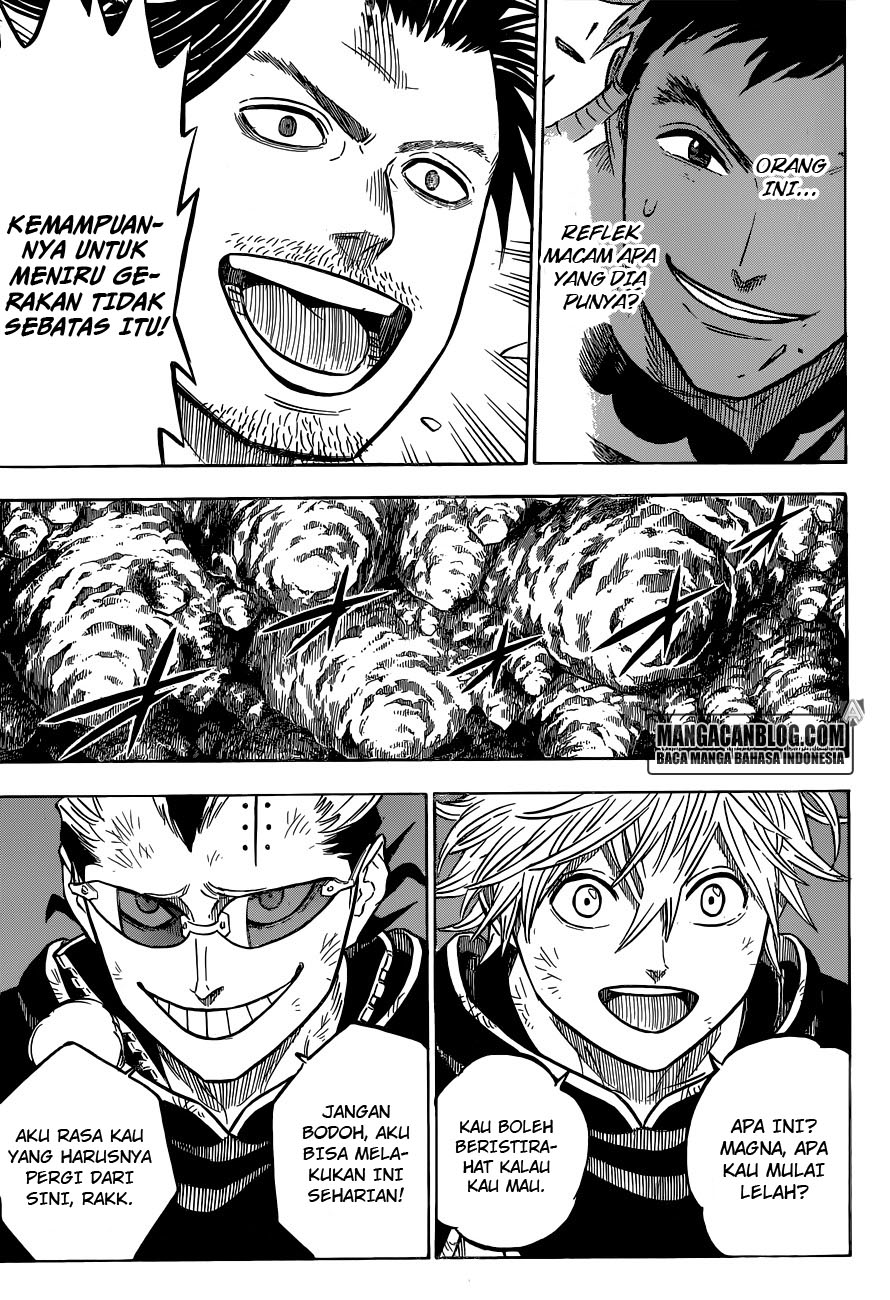 ORANG
INI...
REFLEK
MACAM APA
YANG DIA
PUNYA?
KEMAMPUAN-
NYA UNTUK
MENIRU GE-
RAKAN TIDAK
SEBATAS ITU!
MANGACANBLOG.COM
BACA MANGA BAHASA INDONESIA
APA INI?
MAGNA, APA
KAU MULAI
LELAH?
KAU BOLEH
BERISTIRA-
HAT KALAU
KAU MAU.
JANGAN
BODOH, AKU
BISA MELA-
KUKAN INI
SEHARIAN!
AKU RASA KAU
YANG HARUSNYA
PERGI DARI
SINI, RAKK.